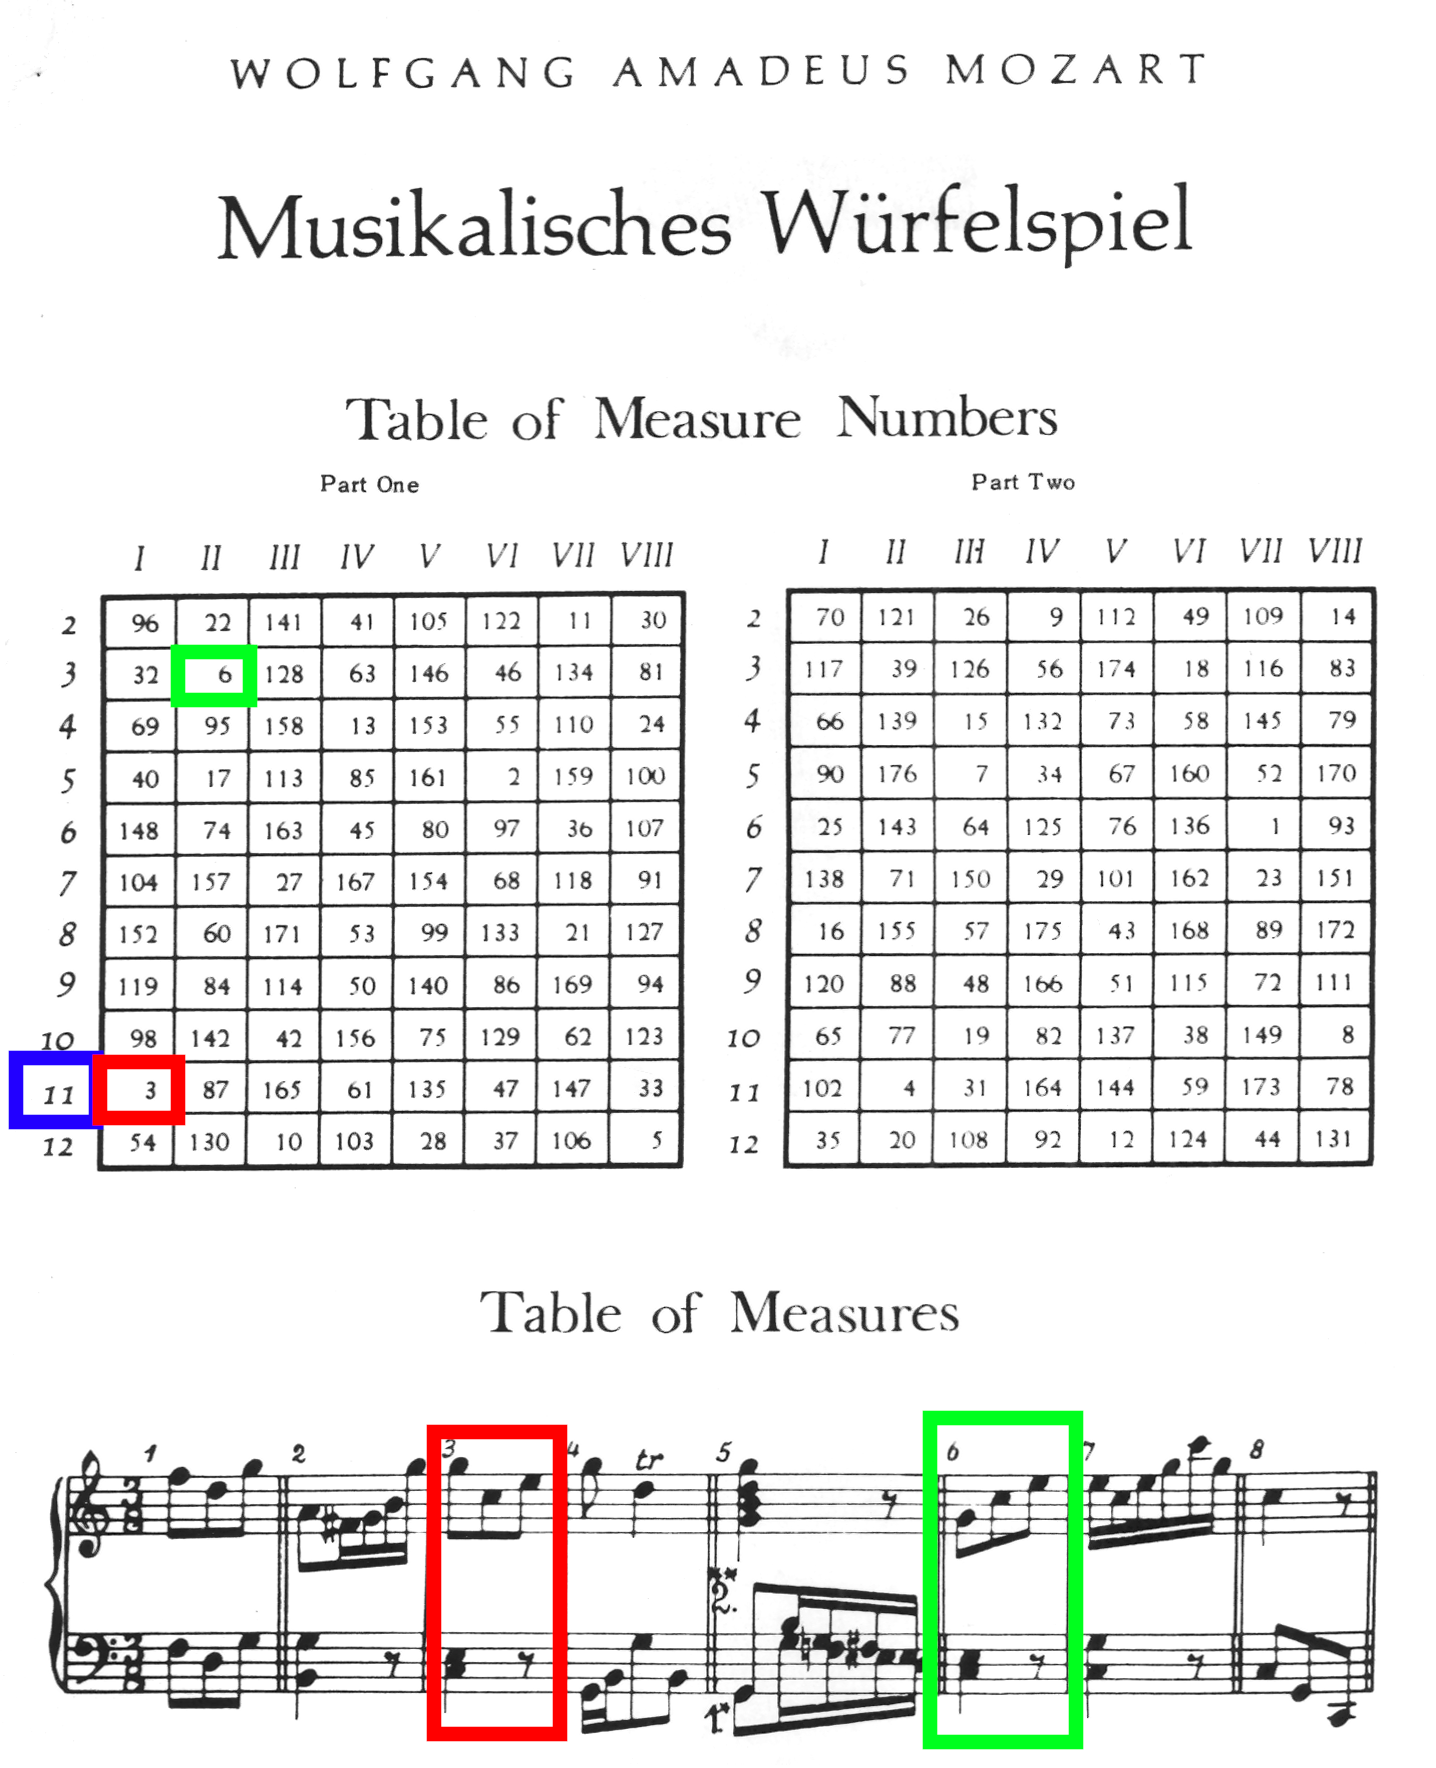 WOLFGANG AMADEUS MOZART
Musikalisches Würfelspiel
Table of Measure Numbers
Part One
I II III IV V VI VII VIII
2 96 22 141 41 105 122 11 30
3 32 6 128 63 146 46 134 81
4 69 95 158 13 153 55 110 24
5 40 17 113 85 161 2 159 100
6 148 74 163 45 80 97 36 107
7 104 157 27 167 154 68 118 91
8 152 60 171 53 99 133 21 127
9 119 84 114 50 140 86 169 94
10 98 142 42 156 75 129 62 123
11 3 87 165 61 135 47 147 33
12 54 130 10 103 28 37 106 5
Part Two
I II III IV V VI VII VIII
2 70 121 26 9 112 49 109 14
3 117 39 126 56 174 18 116 83
4 66 139 15 132 73 58 145 79
5 90 176 7 34 67 160 52 170
6 25 143 64 125 76 136 1 93
7 138 71 150 29 101 162 23 151
8 16 155 57 175 43 168 89 172
9 120 88 48 166 51 115 72 111
10 65 77 19 82 137 38 149 8
11 102 4 31 164 144 59 173 78
12 35 20 108 92 12 124 44 131
Table of Measures
1 2 3 4 tr 5 6 7 8
3 8
**
2.
3 8
1*